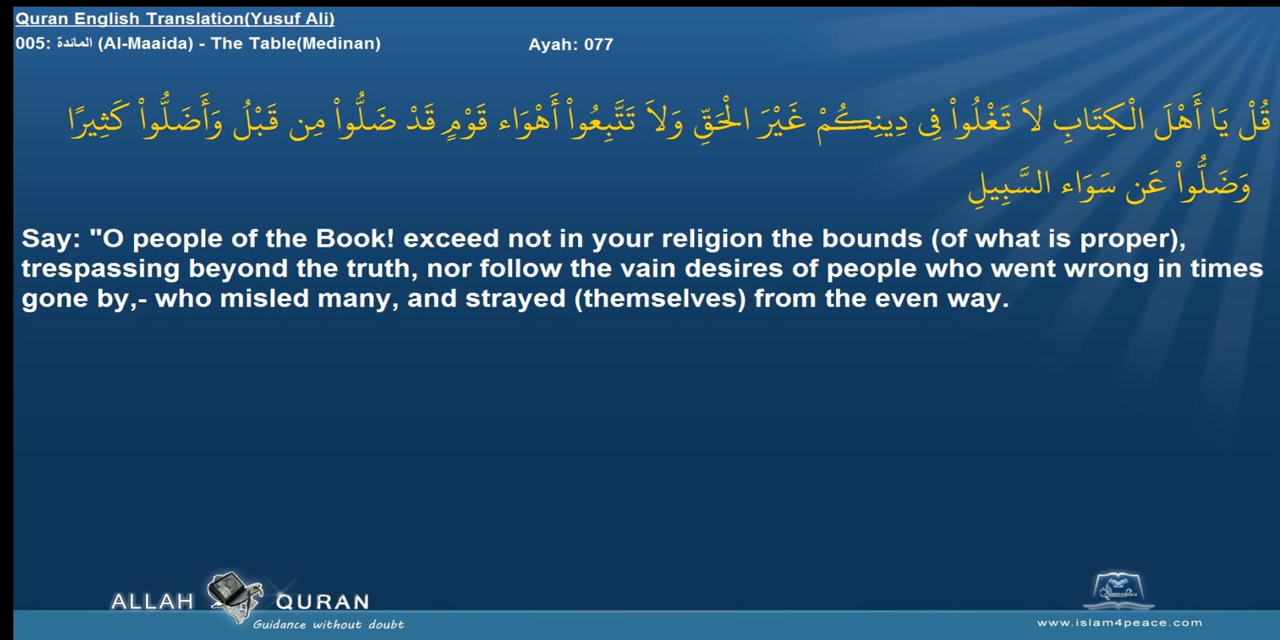 Quran English Translation(Yusuf Ali)
005: المائدة (Al-Maaida) - The Table(Medinan) Ayah: 077
قُلْ يَا أَهْلَ الْكِتَابِ لاَ تَغْلُواْ فِي دِينِكُمْ غَيْرَ الْحَقِّ وَلاَ تَتَّبِعُواْ أَهْوَاء قَوْمٍ قَدْ ضَلُّواْ مِن قَبْلُ وَأَضَلُّواْ كَثِيرًا
وَضَلُّواْ عَن سَوَاء السَّبِيلِ
Say: "O people of the Book! exceed not in your religion the bounds (of what is proper),
trespassing beyond the truth, nor follow the vain desires of people who went wrong in times
gone by,- who misled many, and strayed (themselves) from the even way.
ALLAH QURAN
Guidance without doubt
www.islam4peace.com